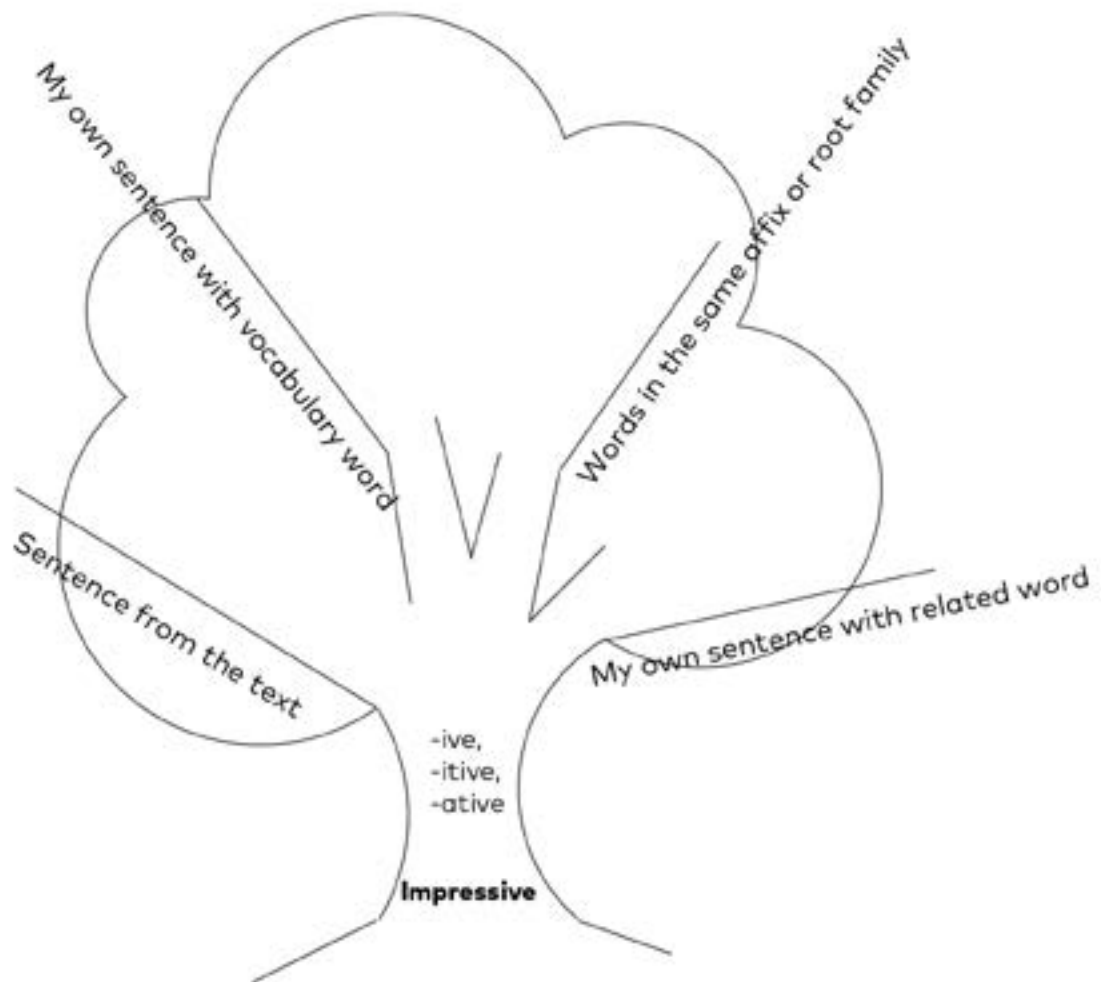 My own sentence with vocabulary word
Words in the same affix or root family
Sentence from the text
My own sentence with related word
-ive,
-itive,
-ative
Impressive